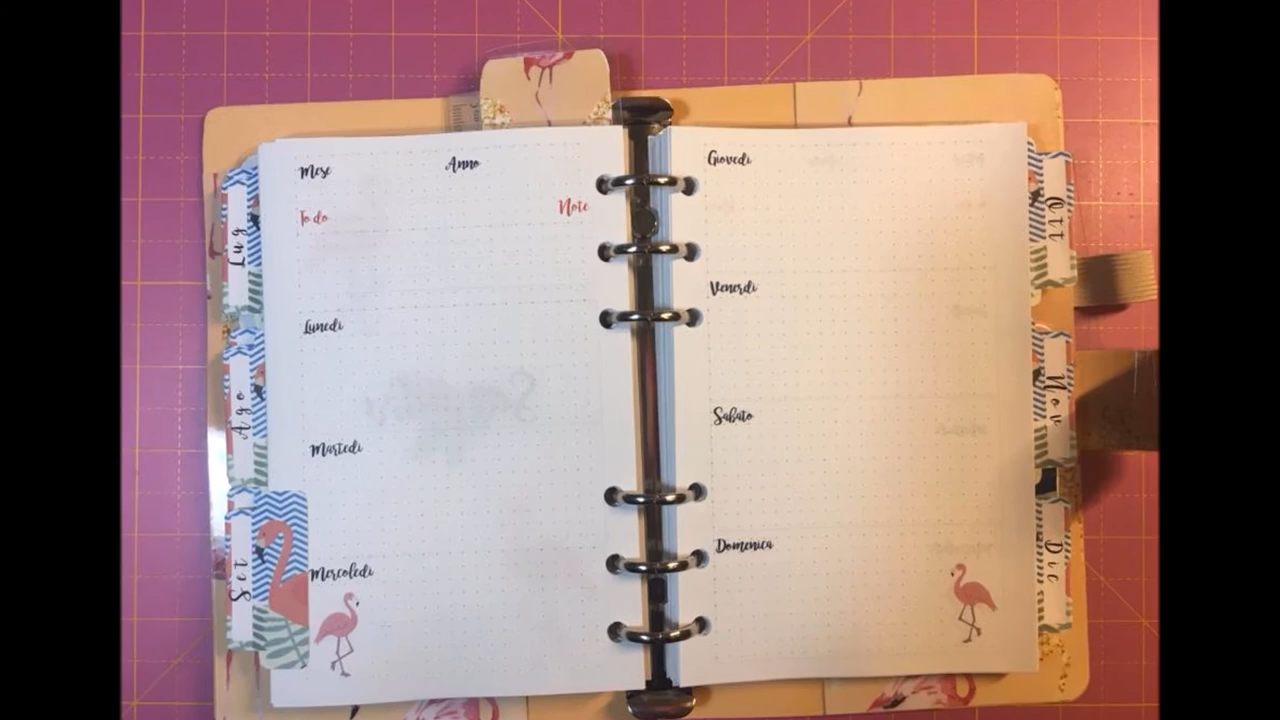 Mese Anno
To do Note
Lunedì
Martedì
Mercoledì
Giovedì
Venerdì
Sabato
Domenica
Lug
Ago
Set
Ott
Nov
Dic